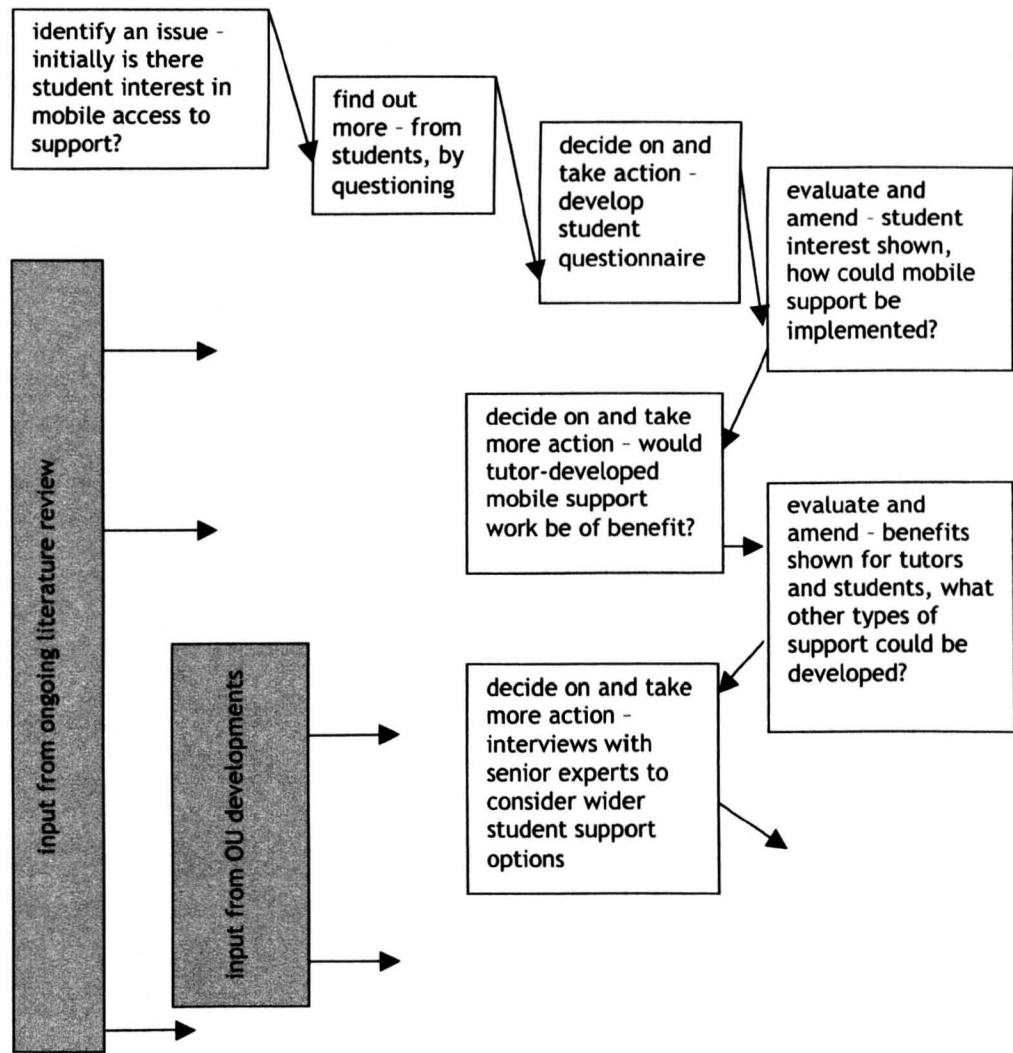 identify an issue -
initially is there
student interest in
mobile access to
support?
find out
more - from
students, by
questioning
decide on and
take action -
develop
student
questionnaire
evaluate and
amend - student
interest shown,
how could mobile
support be
implemented?
decide on and take
more action - would
tutor-developed
mobile support
work be of benefit?
evaluate and
amend - benefits
shown for tutors
and students, what
other types of
support could be
developed?
decide on and take
more action -
interviews with
senior experts to
consider wider
student support
options
input from ongoing literature review
input from OU developments